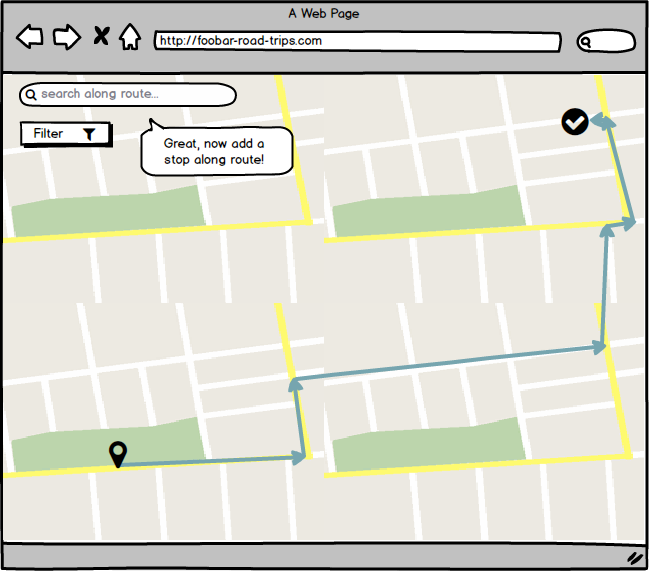 A Web Page
http://foobar-road-trips.com
search along route...
Filter
Great, now add a
stop along route!